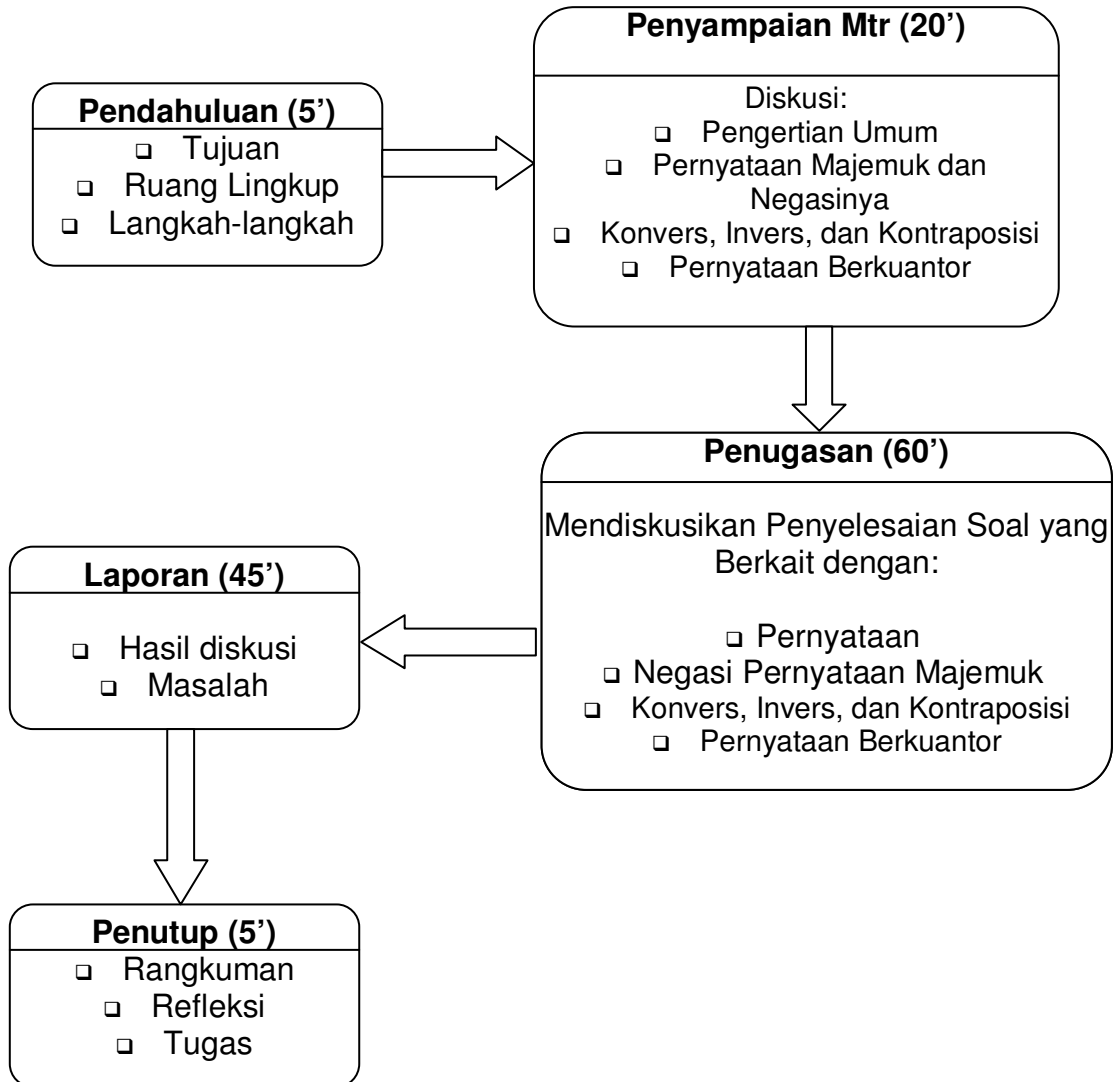 Pendahuluan (5’)
❑ Tujuan
❑ Ruang Lingkup
❑ Langkah-langkah
Penyampaian Mtr (20’)
Diskusi:
❑ Pengertian Umum
❑ Pernyataan Majemuk dan
Negasinya
❑ Konvers, Invers, dan Kontraposisi
❑ Pernyataan Berkuantor
Penugasan (60’)
Mendiskusikan Penyelesaian Soal yang
Berkait dengan:
❑ Pernyataan
❑ Negasi Pernyataan Majemuk
❑ Konvers, Invers, dan Kontraposisi
❑ Pernyataan Berkuantor
Laporan (45’)
❑ Hasil diskusi
❑ Masalah
Penutup (5’)
❑ Rangkuman
❑ Refleksi
❑ Tugas